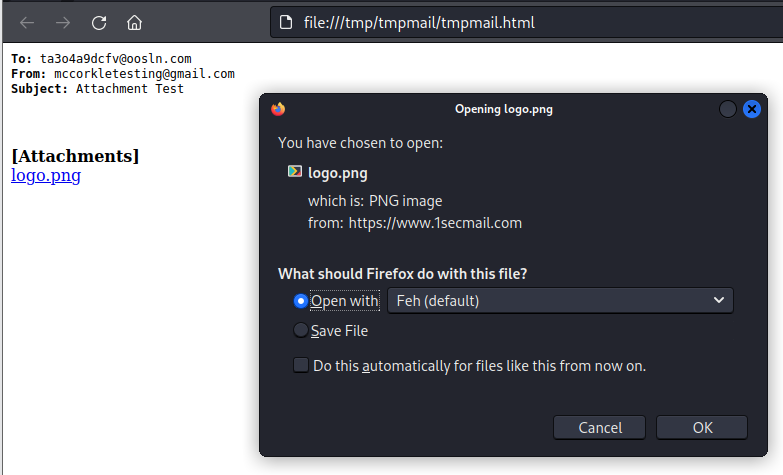 file:///tmp/tmpmail/tmpmail.html
To: ta3o4a9dcfv@oosln.com
From: mccorkletesting@gmail.com
Subject: Attachment Test
[Attachments]
logo.png
Opening logo.png
You have chosen to open:
logo.png
which is: PNG image
from: https://www.1secmail.com
What should Firefox do with this file?
Open with Feh (default)
Save File
Do this automatically for files like this from now on.
Cancel OK